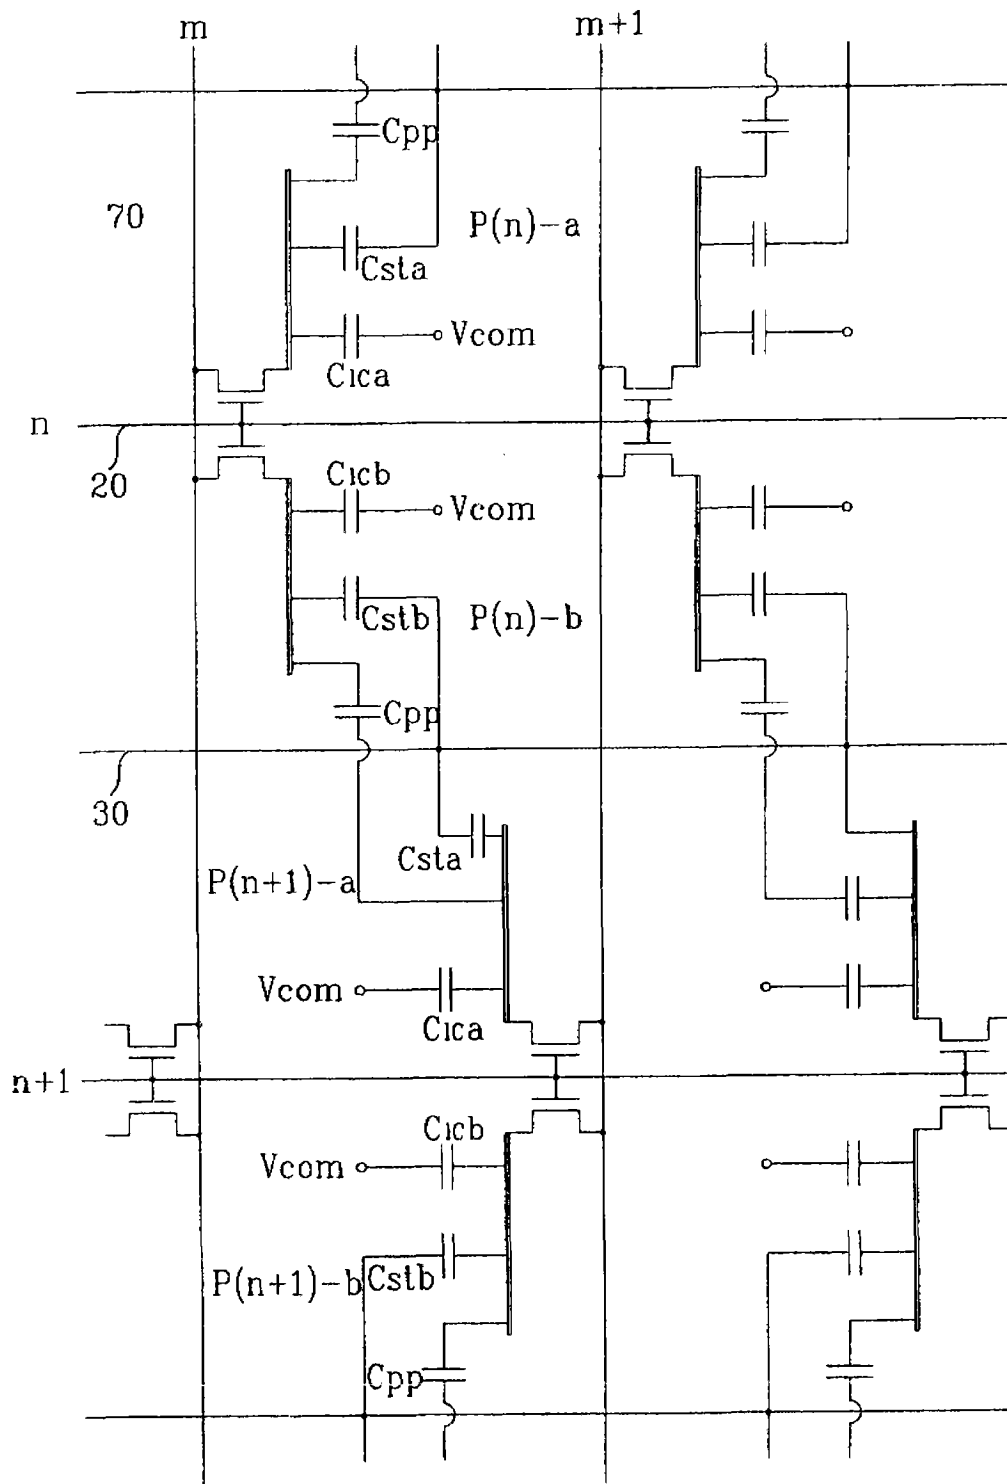 m
m+1
Cpp
70
P(n)-a
Csta
Vcom
Clca
n
20
Clcb
Vcom
Cstb
P(n)-b
Cpp
30
Csta
P(n+1)-a
Vcom
Clca
n+1
Clcb
Vcom
P(n+1)-b
Cstb
Cpp